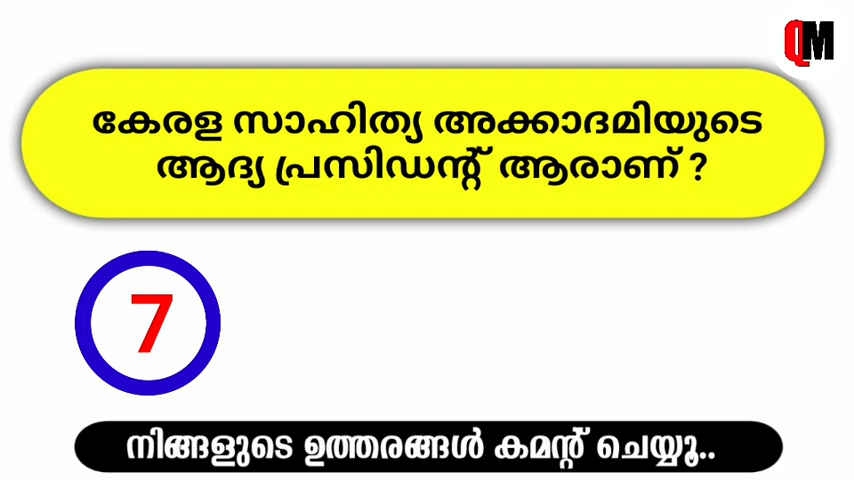 QM
കേരള സാഹിത്യ അക്കാദമിയുടെ
ആദ്യ പ്രസിഡന്റ് ആരാണ് ?
7
നിങ്ങളുടെ ഉത്തരങ്ങൾ കമന്റ് ചെയ്യൂ..